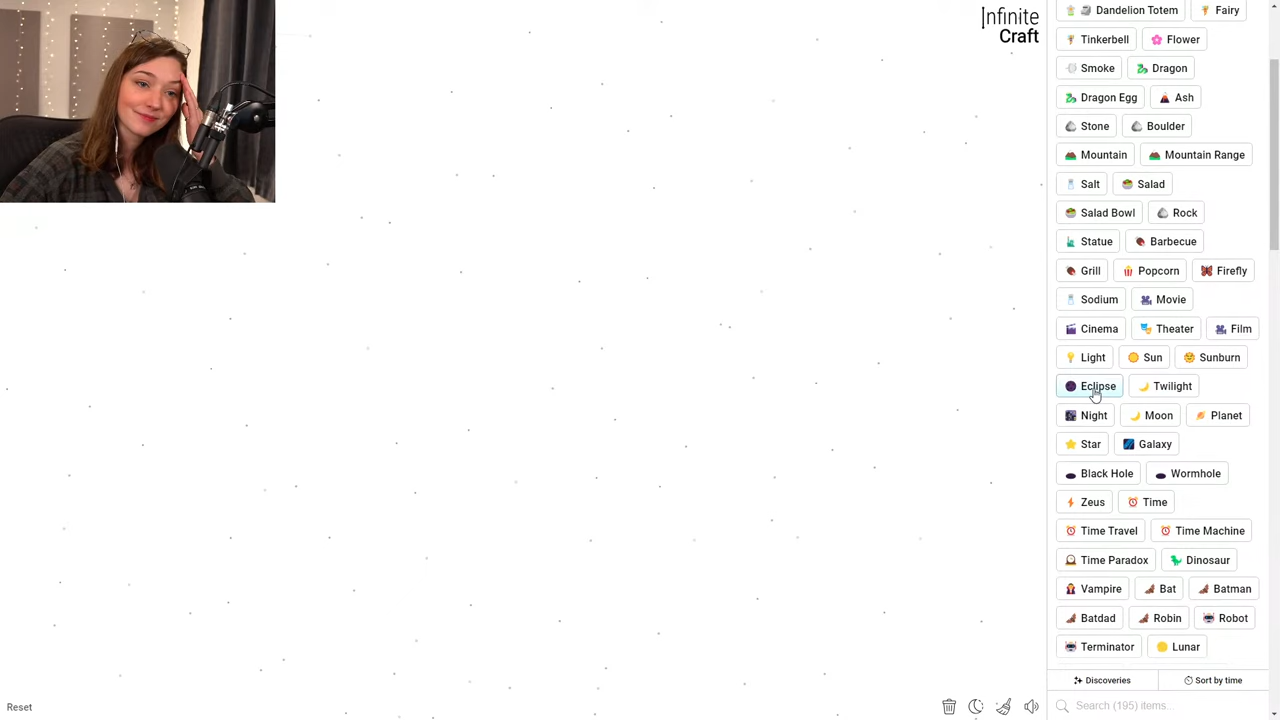 Infinite
Craft
Dandelion Totem Fairy
Tinkerbell Flower
Smoke Dragon
Dragon Egg Ash
Stone Boulder
Mountain Mountain Range
Salt Salad
Salad Bowl Rock
Statue Barbecue
Grill Popcorn Firefly
Sodium Movie
Cinema Theater Film
Light Sun Sunburn
Eclipse Twilight
Night Moon Planet
Star Galaxy
Black Hole Wormhole
Zeus Time
Time Travel Time Machine
Time Paradox Dinosaur
Vampire Bat Batman
Batdad Robin Robot
Terminator Lunar
Discoveries Sort by time
Search (195) items...
Reset